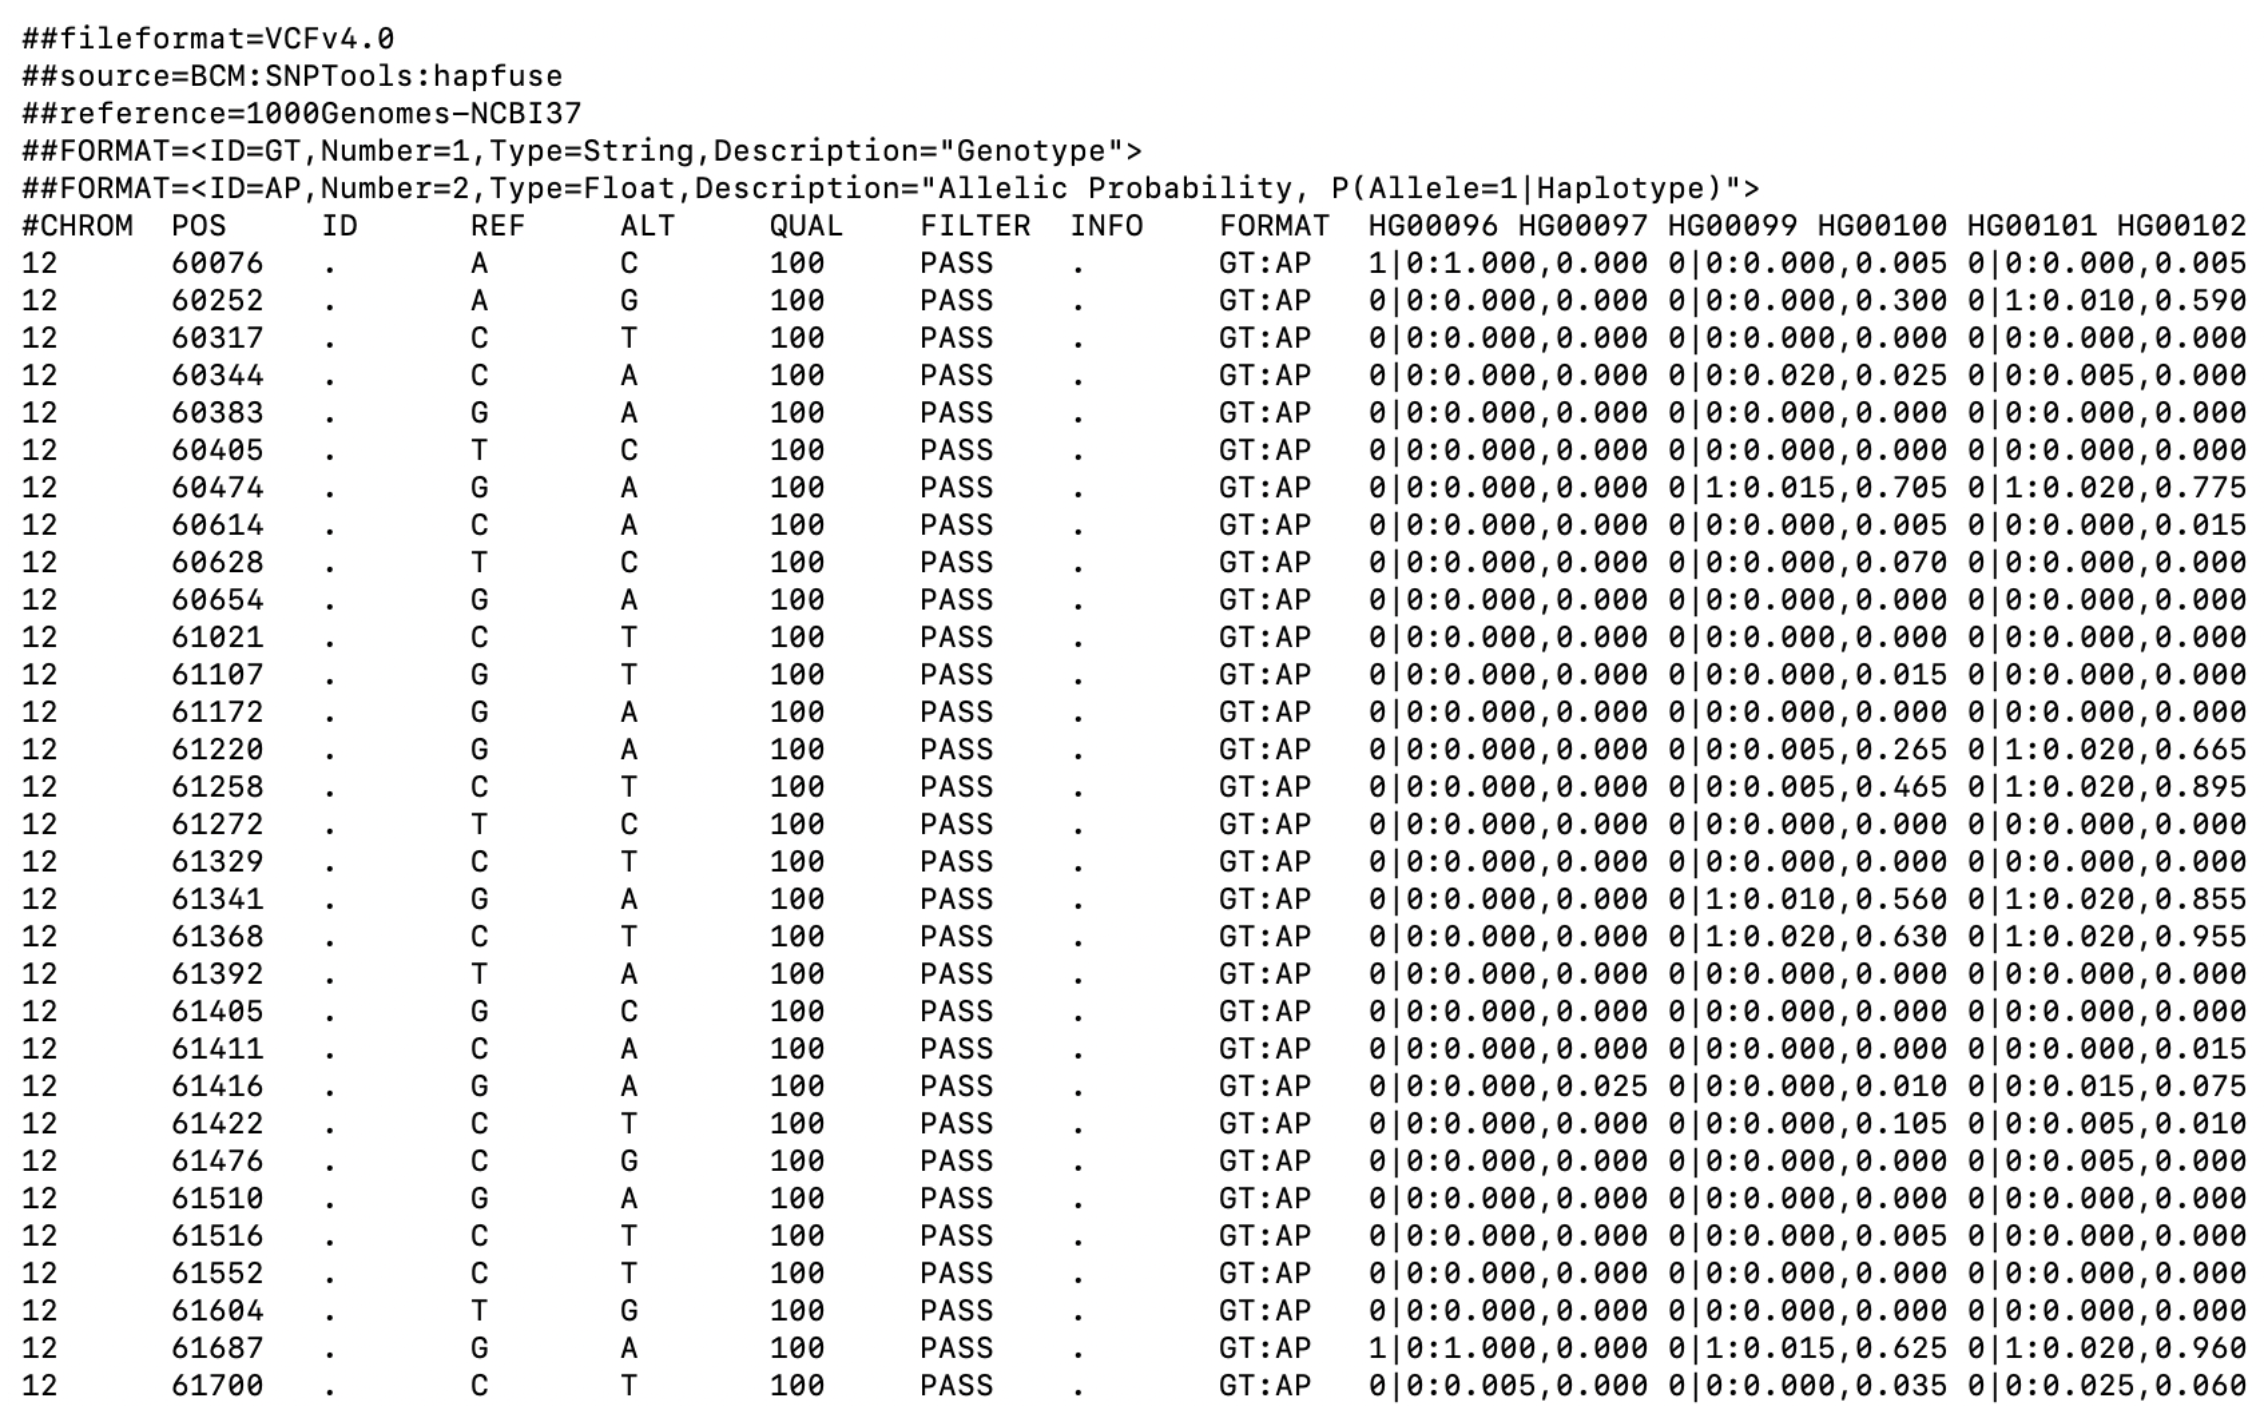 ##fileformat=VCFv4.0
##source=BCM:SNPTools:hapfuse
##reference=1000Genomes-NCBI37
##FORMAT=<ID=GT,Number=1,Type=String,Description="Genotype">
##FORMAT=<ID=AP,Number=2,Type=Float,Description="Allelic Probability, P(Allele=1|Haplotype)">
#CHROM POS ID REF ALT QUAL FILTER INFO FORMAT HG00096 HG00097 HG00099 HG00100 HG00101 HG00102
12 60076 . A C 100 PASS . GT:AP 1|0:1.000,0.000 0|0:0.000,0.005 0|0:0.000,0.005
12 60252 . A G 100 PASS . GT:AP 0|0:0.000,0.000 0|0:0.000,0.300 0|1:0.010,0.590
12 60317 . C T 100 PASS . GT:AP 0|0:0.000,0.000 0|0:0.000,0.000 0|0:0.000,0.000
12 60344 . C A 100 PASS . GT:AP 0|0:0.000,0.000 0|0:0.020,0.025 0|0:0.005,0.000
12 60383 . G A 100 PASS . GT:AP 0|0:0.000,0.000 0|0:0.000,0.000 0|0:0.000,0.000
12 60405 . T C 100 PASS . GT:AP 0|0:0.000,0.000 0|0:0.000,0.000 0|0:0.000,0.000
12 60474 . G A 100 PASS . GT:AP 0|0:0.000,0.000 0|1:0.015,0.705 0|1:0.020,0.775
12 60614 . C A 100 PASS . GT:AP 0|0:0.000,0.000 0|0:0.000,0.005 0|0:0.000,0.015
12 60628 . T C 100 PASS . GT:AP 0|0:0.000,0.000 0|0:0.000,0.070 0|0:0.000,0.000
12 60654 . G A 100 PASS . GT:AP 0|0:0.000,0.000 0|0:0.000,0.000 0|0:0.000,0.000
12 61021 . C T 100 PASS . GT:AP 0|0:0.000,0.000 0|0:0.000,0.000 0|0:0.000,0.000
12 61107 . G T 100 PASS . GT:AP 0|0:0.000,0.000 0|0:0.000,0.015 0|0:0.000,0.000
12 61172 . G A 100 PASS . GT:AP 0|0:0.000,0.000 0|0:0.000,0.000 0|0:0.000,0.000
12 61220 . G A 100 PASS . GT:AP 0|0:0.000,0.000 0|0:0.005,0.265 0|1:0.020,0.665
12 61258 . C T 100 PASS . GT:AP 0|0:0.000,0.000 0|0:0.005,0.465 0|1:0.020,0.895
12 61272 . T C 100 PASS . GT:AP 0|0:0.000,0.000 0|0:0.000,0.000 0|0:0.000,0.000
12 61329 . C T 100 PASS . GT:AP 0|0:0.000,0.000 0|0:0.000,0.000 0|0:0.000,0.000
12 61341 . G A 100 PASS . GT:AP 0|0:0.000,0.000 0|1:0.010,0.560 0|1:0.020,0.855
12 61368 . C T 100 PASS . GT:AP 0|0:0.000,0.000 0|1:0.020,0.630 0|1:0.020,0.955
12 61392 . T A 100 PASS . GT:AP 0|0:0.000,0.000 0|0:0.000,0.000 0|0:0.000,0.000
12 61405 . G C 100 PASS . GT:AP 0|0:0.000,0.000 0|0:0.000,0.000 0|0:0.000,0.000
12 61411 . C A 100 PASS . GT:AP 0|0:0.000,0.000 0|0:0.000,0.000 0|0:0.000,0.015
12 61416 . G A 100 PASS . GT:AP 0|0:0.000,0.025 0|0:0.000,0.010 0|0:0.015,0.075
12 61422 . C T 100 PASS . GT:AP 0|0:0.000,0.000 0|0:0.000,0.105 0|0:0.005,0.010
12 61476 . C G 100 PASS . GT:AP 0|0:0.000,0.000 0|0:0.000,0.000 0|0:0.005,0.000
12 61510 . G A 100 PASS . GT:AP 0|0:0.000,0.000 0|0:0.000,0.000 0|0:0.000,0.000
12 61516 . C T 100 PASS . GT:AP 0|0:0.000,0.000 0|0:0.000,0.005 0|0:0.000,0.000
12 61552 . C T 100 PASS . GT:AP 0|0:0.000,0.000 0|0:0.000,0.000 0|0:0.000,0.000
12 61604 . T G 100 PASS . GT:AP 0|0:0.000,0.000 0|0:0.000,0.000 0|0:0.000,0.000
12 61687 . G A 100 PASS . GT:AP 1|0:1.000,0.000 0|1:0.015,0.625 0|1:0.020,0.960
12 61700 . C T 100 PASS . GT:AP 0|0:0.005,0.000 0|0:0.000,0.035 0|0:0.025,0.060